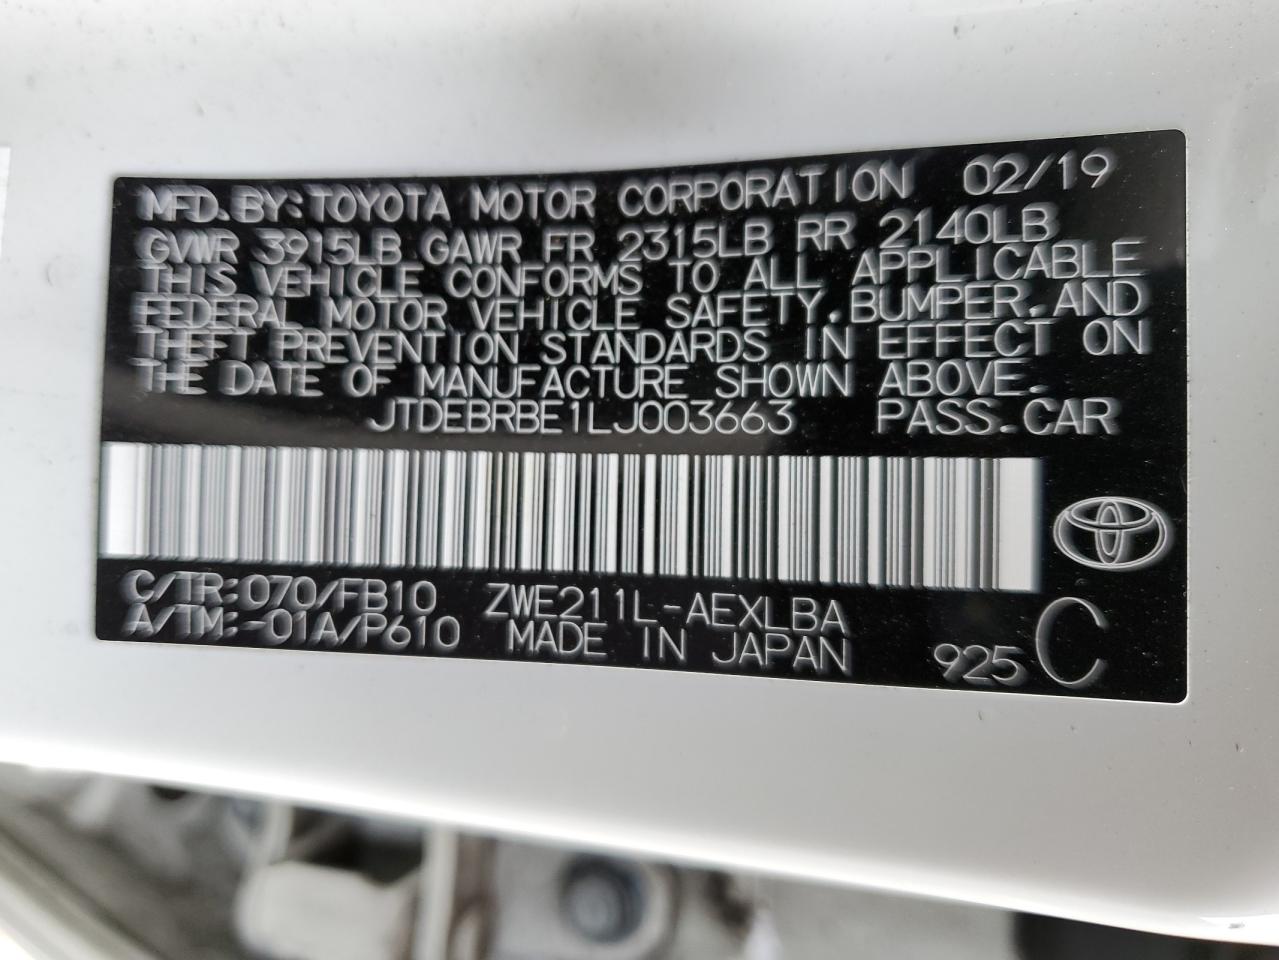 MFD.BY:TOYOTA MOTOR CORPORATION 02/19
GVWR 3915LB GAWR FR 2315LB RR 2140LB
THIS VEHICLE CONFORMS TO ALL APPLICABLE
FEDERAL MOTOR VEHICLE SAFETY,BUMPER,AND
THEFT PREVENTION STANDARDS IN EFFECT ON
THE DATE OF MANUFACTURE SHOWN ABOVE.
JTDEBRBE1LJ003663 PASS.CAR
C/TR:070/FB10 ZWE211L-AEXLBA
A/TM:-01A/P610 MADE IN JAPAN 925 C